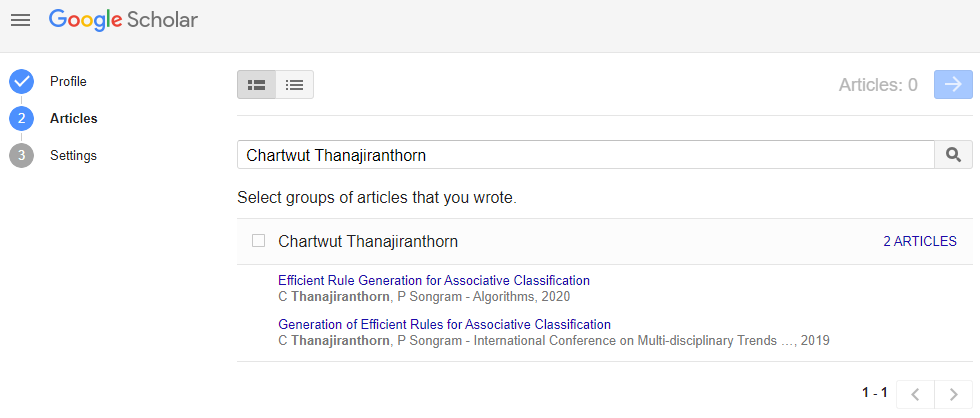 Google Scholar
Profile
Articles: 0
2 Articles
3 Settings
Chartwut Thanajiranthorn
Select groups of articles that you wrote.
Chartwut Thanajiranthorn 2 ARTICLES
Efficient Rule Generation for Associative Classification
C Thanajiranthorn, P Songram - Algorithms, 2020
Generation of Efficient Rules for Associative Classification
C Thanajiranthorn, P Songram - International Conference on Multi-disciplinary Trends ..., 2019
1 - 1